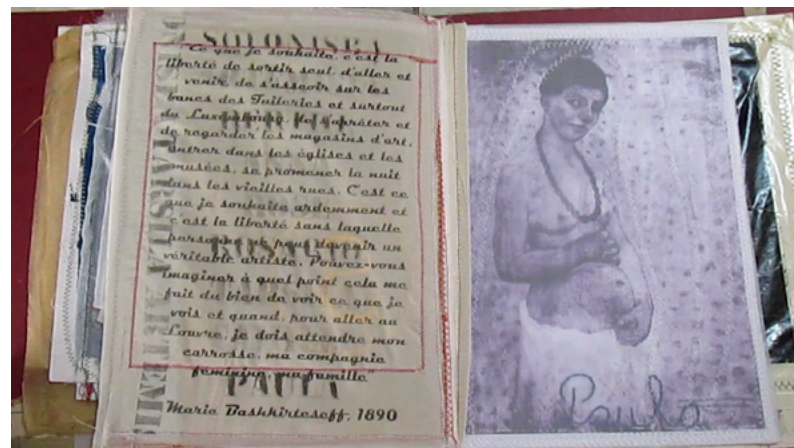 SOFONISBA
"Ce que je souhaite, c'est la
liberté de sortir seul, d'aller et
venir, de s'asseoir sur les
bancs des Tuileries et surtout
du Luxembourg, de s'apréter et
de regarder les magasins d'art,
entrer dans les églises et les
musées, se promener la nuit
dans les vieilles rues. C'est ce
que je souhaite ardemment et
c'est la liberté sans laquelle
personne ne peut devenir un
véritable artiste. Pouvez-vous
imaginer à quel point cela me
fait du bien de voir ce que je
vois et quand, pour aller au
Louvre, je dois attendre mon
carrosse, ma compagnie
feminine, ma famille"
PAULA
Marie Bashkirteseff, 1890
Paula